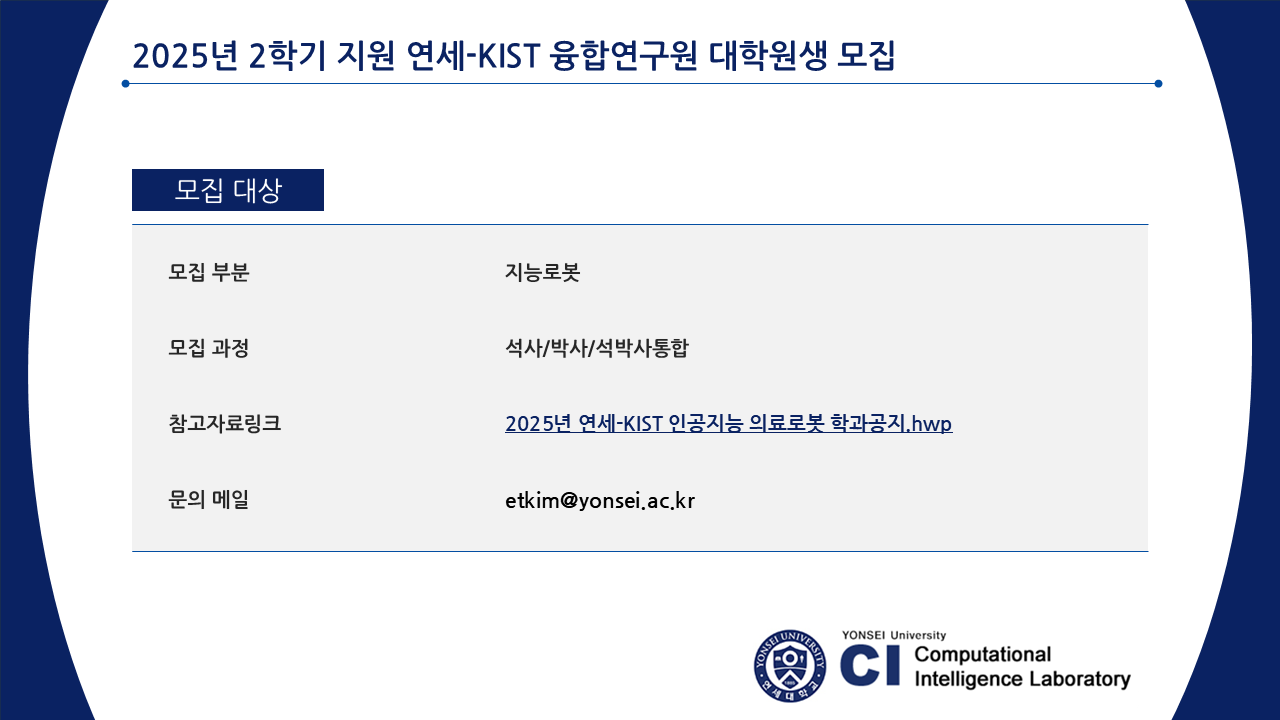 2025년 2학기 지원 연세-KIST 융합연구원 대학원생 모집
모집 대상
모집 부분 지능로봇
모집 과정 석사/박사/석박사통합
참고자료링크 2025년 연세-KIST 인공지능 의료로봇 학과공지.hwp
문의 메일 etkim@yonsei.ac.kr
YONSEI UNIVERSITY
1885
연세대학교
YONSEI University
CI Computational
Intelligence Laboratory